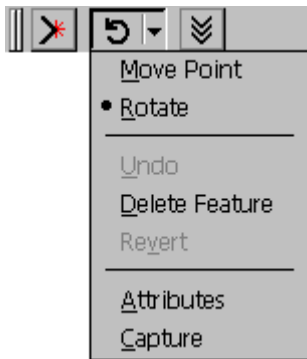 Move Point
Rotate
Undo
Delete Feature
Revert
Attributes
Capture